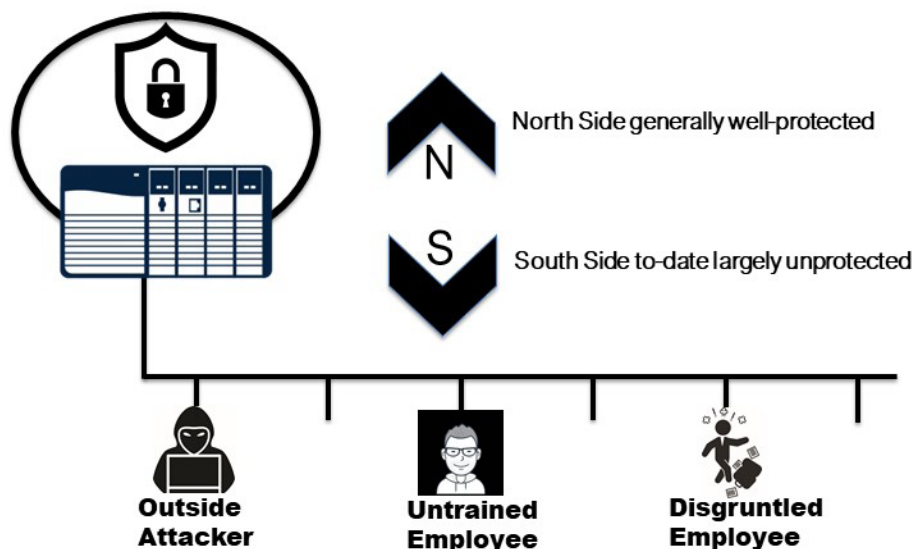 North Side generally well-protected
N
S
South Side to-date largely unprotected
Outside
Attacker
Untrained
Employee
Disgruntled
Employee